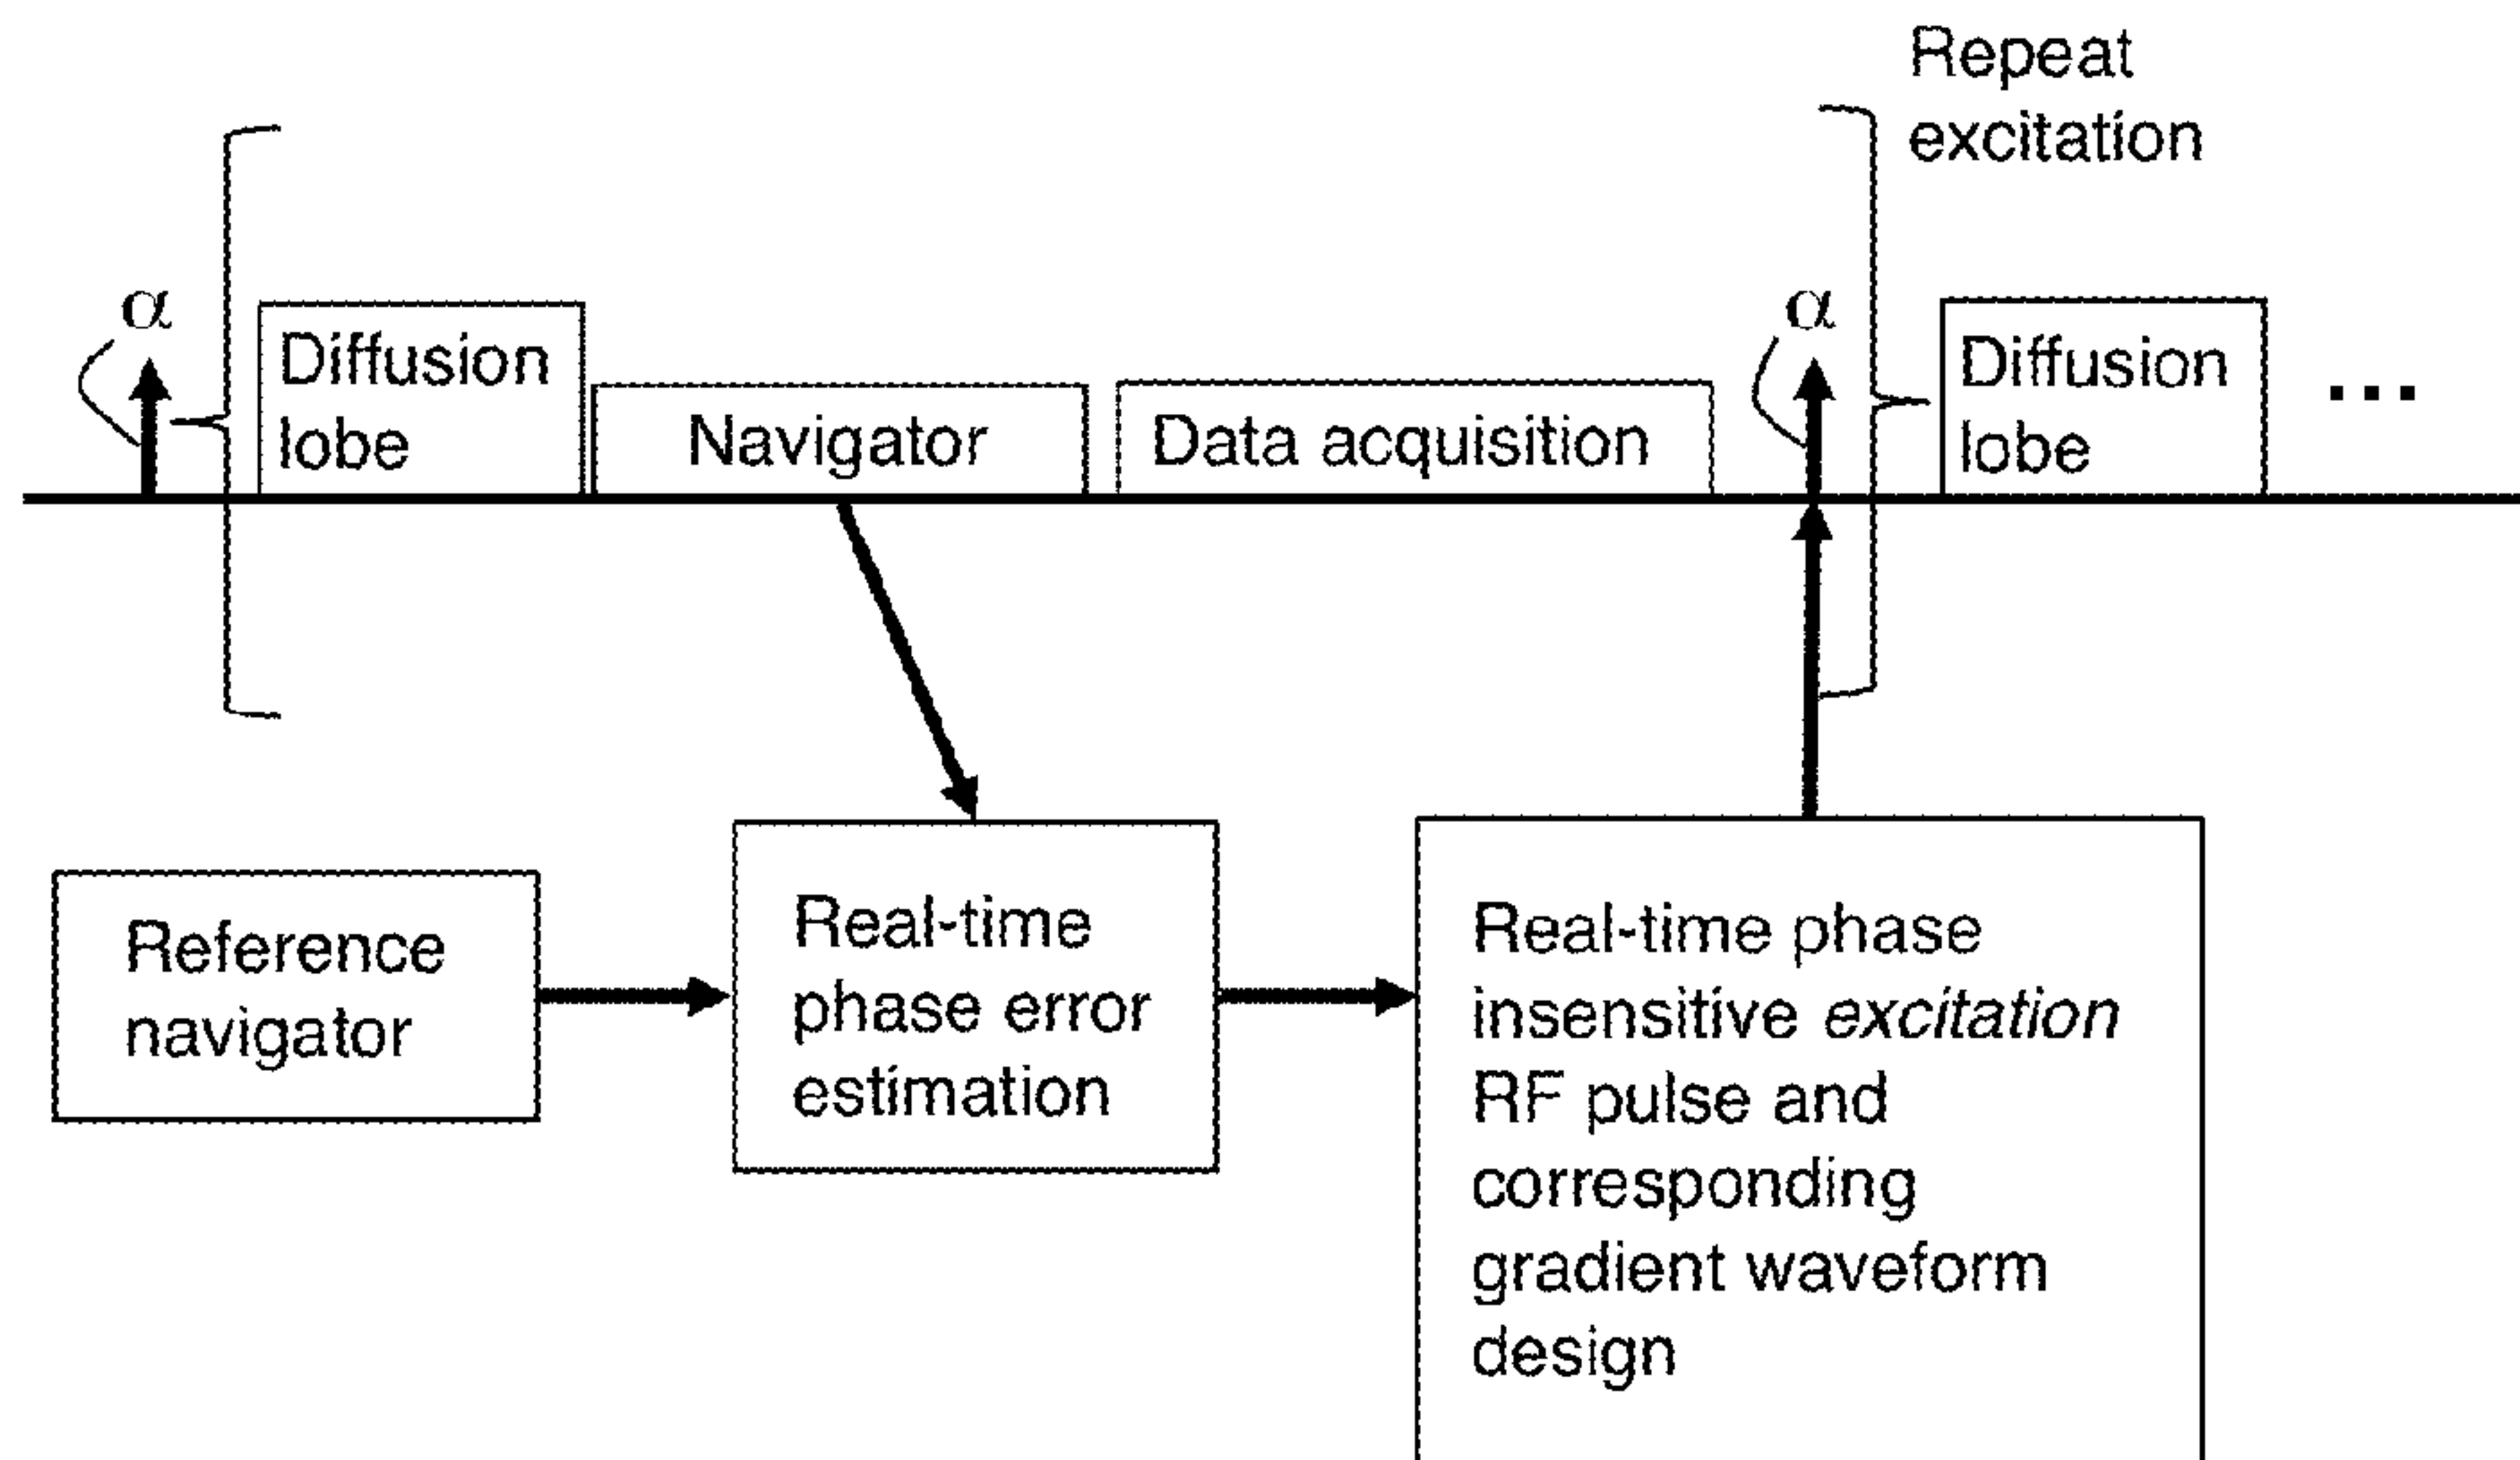 Repeat
excitation
α
Diffusion
lobe
Navigator
Data acquisition
α
Diffusion
lobe
...
Reference
navigator
Real-time
phase error
estimation
Real-time phase
insensitive excitation
RF pulse and
corresponding
gradient waveform
design